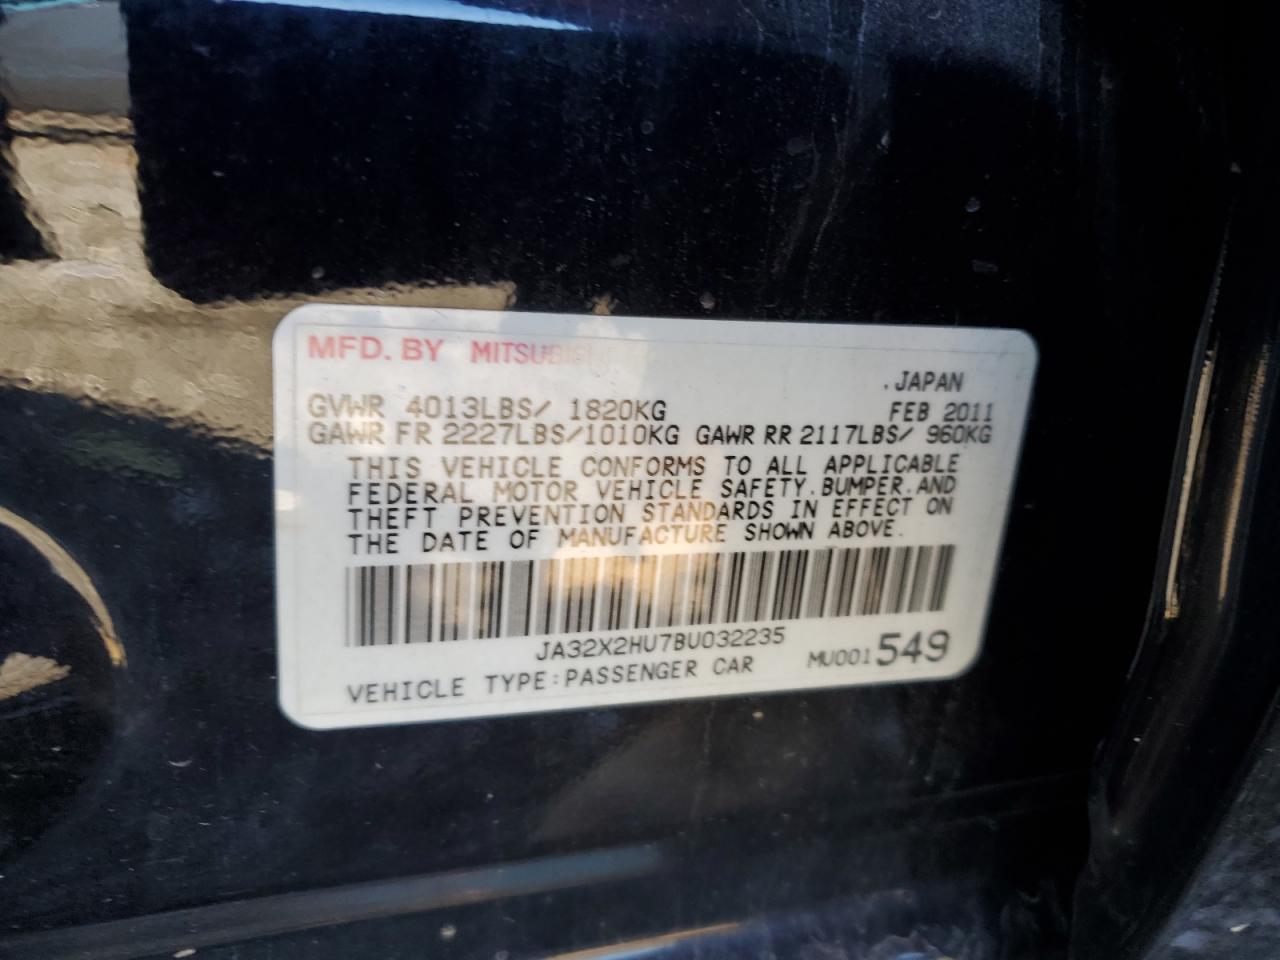 MFD. BY MITSUBISHI
.JAPAN
GVWR 4013LBS/ 1820KG FEB 2011
GAWR FR 2227LBS/1010KG GAWR RR 2117LBS/ 960KG
THIS VEHICLE CONFORMS TO ALL APPLICABLE
FEDERAL MOTOR VEHICLE SAFETY.BUMPER.AND
THEFT PREVENTION STANDARDS IN EFFECT ON
THE DATE OF MANUFACTURE SHOWN ABOVE.
JA32X2HU7BU032235
VEHICLE TYPE:PASSENGER CAR MU001549